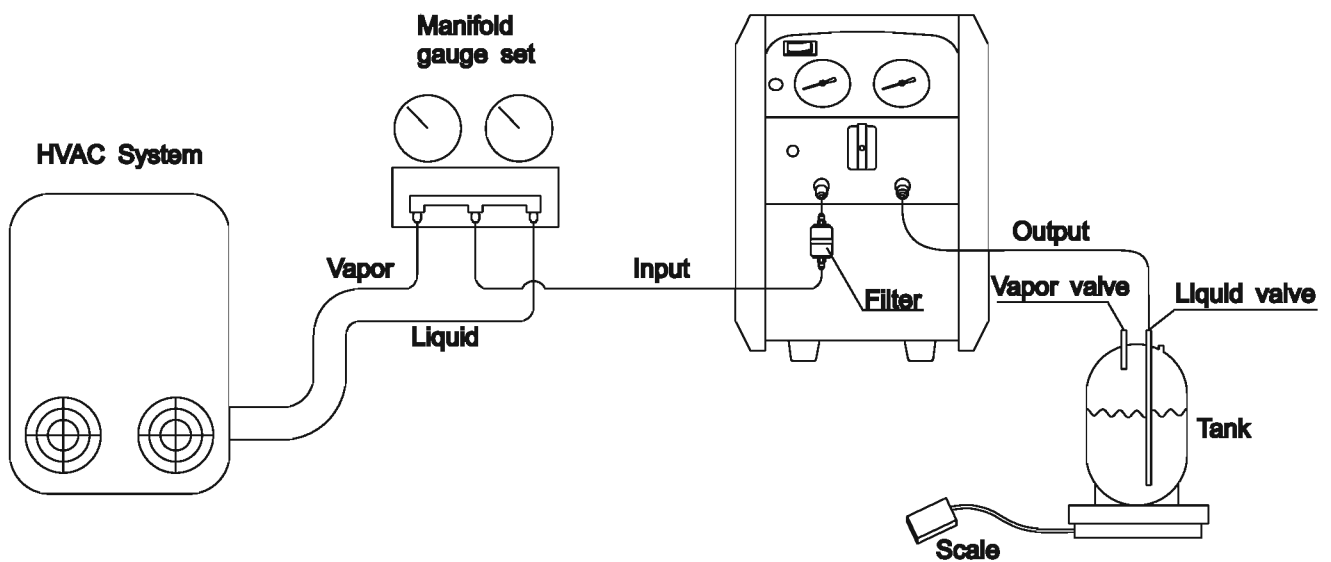 Manifold
gauge set
HVAC System
Vapor
Input
Output
Filter
Vapor valve
Liquid valve
Liquid
Tank
Scale